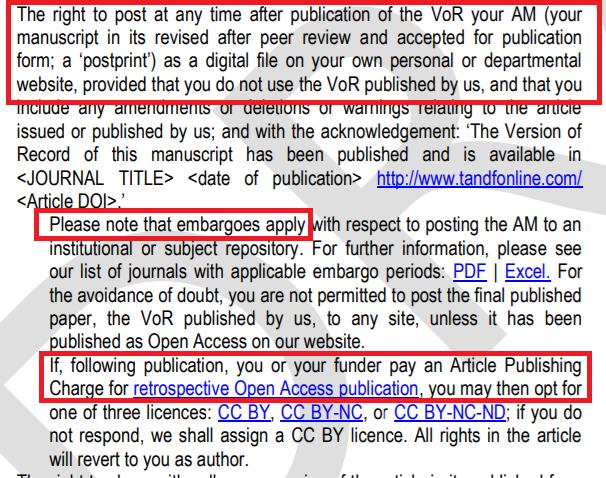 The right to post at any time after publication of the VoR your AM (your
manuscript in its revised after peer review and accepted for publication
form; a 'postprint') as a digital file on your own personal or departmental
website, provided that you do not use the VoR published by us, and that you
include any amendments or deletions or warnings relating to the article
issued or published by us; and with the acknowledgement: 'The Version of
Record of this manuscript has been published and is available in
<JOURNAL TITLE> <date of publication> http://www.tandfonline.com/
<Article DOI>.'
Please note that embargoes apply with respect to posting the AM to an
institutional or subject repository. For further information, please see
our list of journals with applicable embargo periods: PDF | Excel. For
the avoidance of doubt, you are not permitted to post the final published
paper, the VoR published by us, to any site, unless it has been
published as Open Access on our website.
If, following publication, you or your funder pay an Article Publishing
Charge for retrospective Open Access publication, you may then opt for
one of three licences: CC BY, CC BY-NC, or CC BY-NC-ND; if you do
not respond, we shall assign a CC BY licence. All rights in the article
will revert to you as author.